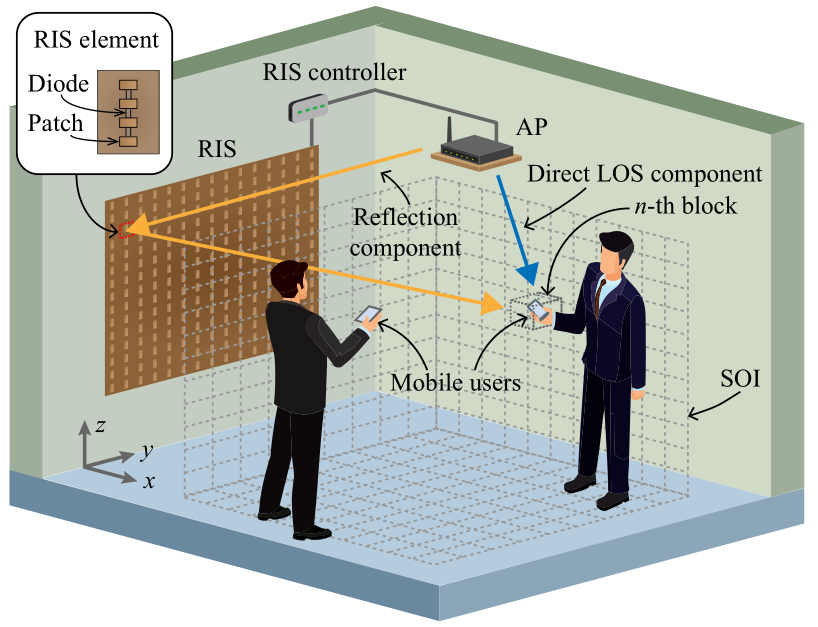 RIS element
Diode
Patch
RIS controller
RIS
AP
Direct LOS component
n-th block
Reflection
component
Mobile users
SOI
z
y
x